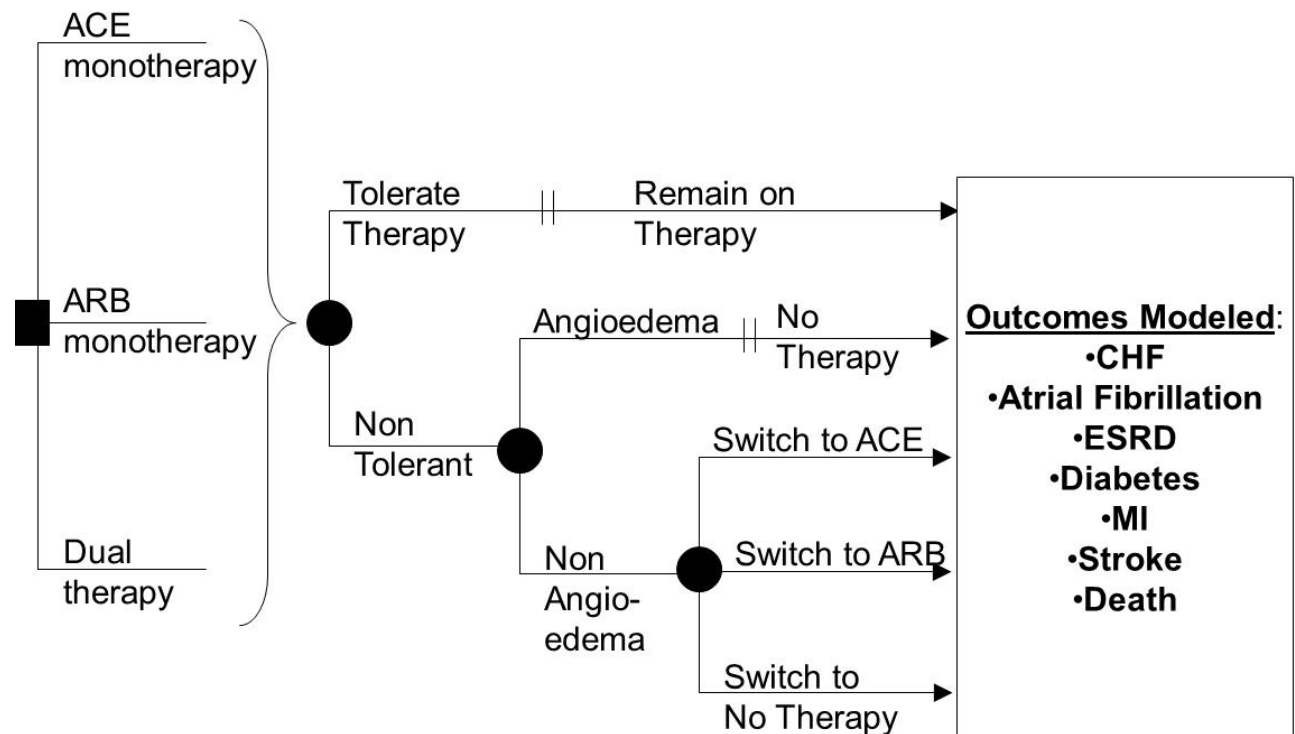 ACE
monotherapy
ARB
monotherapy
Dual
therapy
Tolerate
Therapy
Remain on
Therapy
Non
Tolerant
Angioedema
No
Therapy
Non
Angio-
edema
Switch to ACE
Switch to ARB
Switch to
No Therapy
Outcomes Modeled:
•CHF
•Atrial Fibrillation
•ESRD
•Diabetes
•MI
•Stroke
•Death